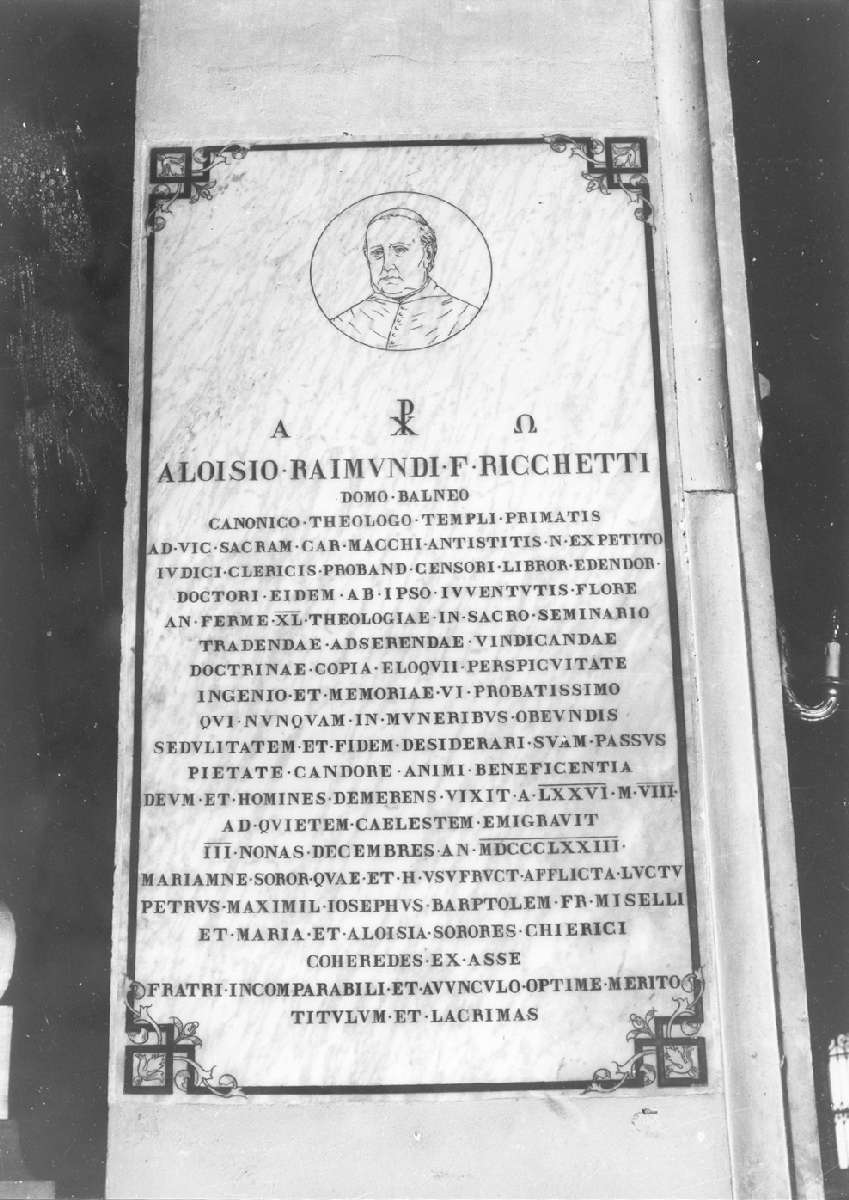 Α ☧ Ω
ALOISIO·RAIMVNDI·F·RICCHETTI
DOMO·BALNEO
CANONICO·THEOLOGO·TEMPLI·PRIMATIS
AD·VIC·SACRAM·CAR·MACCHI·ANTISTITIS·N·EXPETITO
IVDICI·CLERICIS·PROBAND·CENSORI·LIBROR·EDENDOR·
DOCTORI·EIDEM·AB·IPSO·IVVENTVTIS·FLORE
AN·FERME·X̅L̅·THEOLOGIAE·IN·SACRO·SEMINARIO
TRADENDAE·ADSERENDAE·VINDICANDAE
DOCTRINAE·COPIA·ELOQVII·PERSPICVITATE
INGENIO·ET·MEMORIAE·VI·PROBATISSIMO
QVI·NVNQVAM·IN·MVNERIBVS·OBEVNDIS
SEDVLITATEM·ET·FIDEM·DESIDERARI·SVAM·PASSVS
PIETATE·CANDORE·ANIMI·BENEFICENTIA
DEVM·ET·HOMINES·DEMERENS·VIXIT·A·L̅X̅X̅V̅I̅·M·V̅I̅I̅I̅·
AD·QVIETEM·CAELESTEM·EMIGRAVIT
I̅I̅I̅·NONAS·DECEMBRES·AN·M̅D̅C̅C̅C̅L̅X̅X̅I̅I̅I̅·
MARIAMNE·SOROR·QVAE·ET·H·VSVFRVCT·AFFLICTA·LVCTV
PETRVS·MAXIMIL·IOSEPHVS·BARPTOLEM·FR·MISELLI
ET·MARIA·ET·ALOISIA·SORORES·CHIERICI
COHEREDES·EX·ASSE
FRATRI·INCOMPARABILI·ET·AVVNCVLO·OPTIME·MERITO
TITVLVM·ET·LACRIMAS